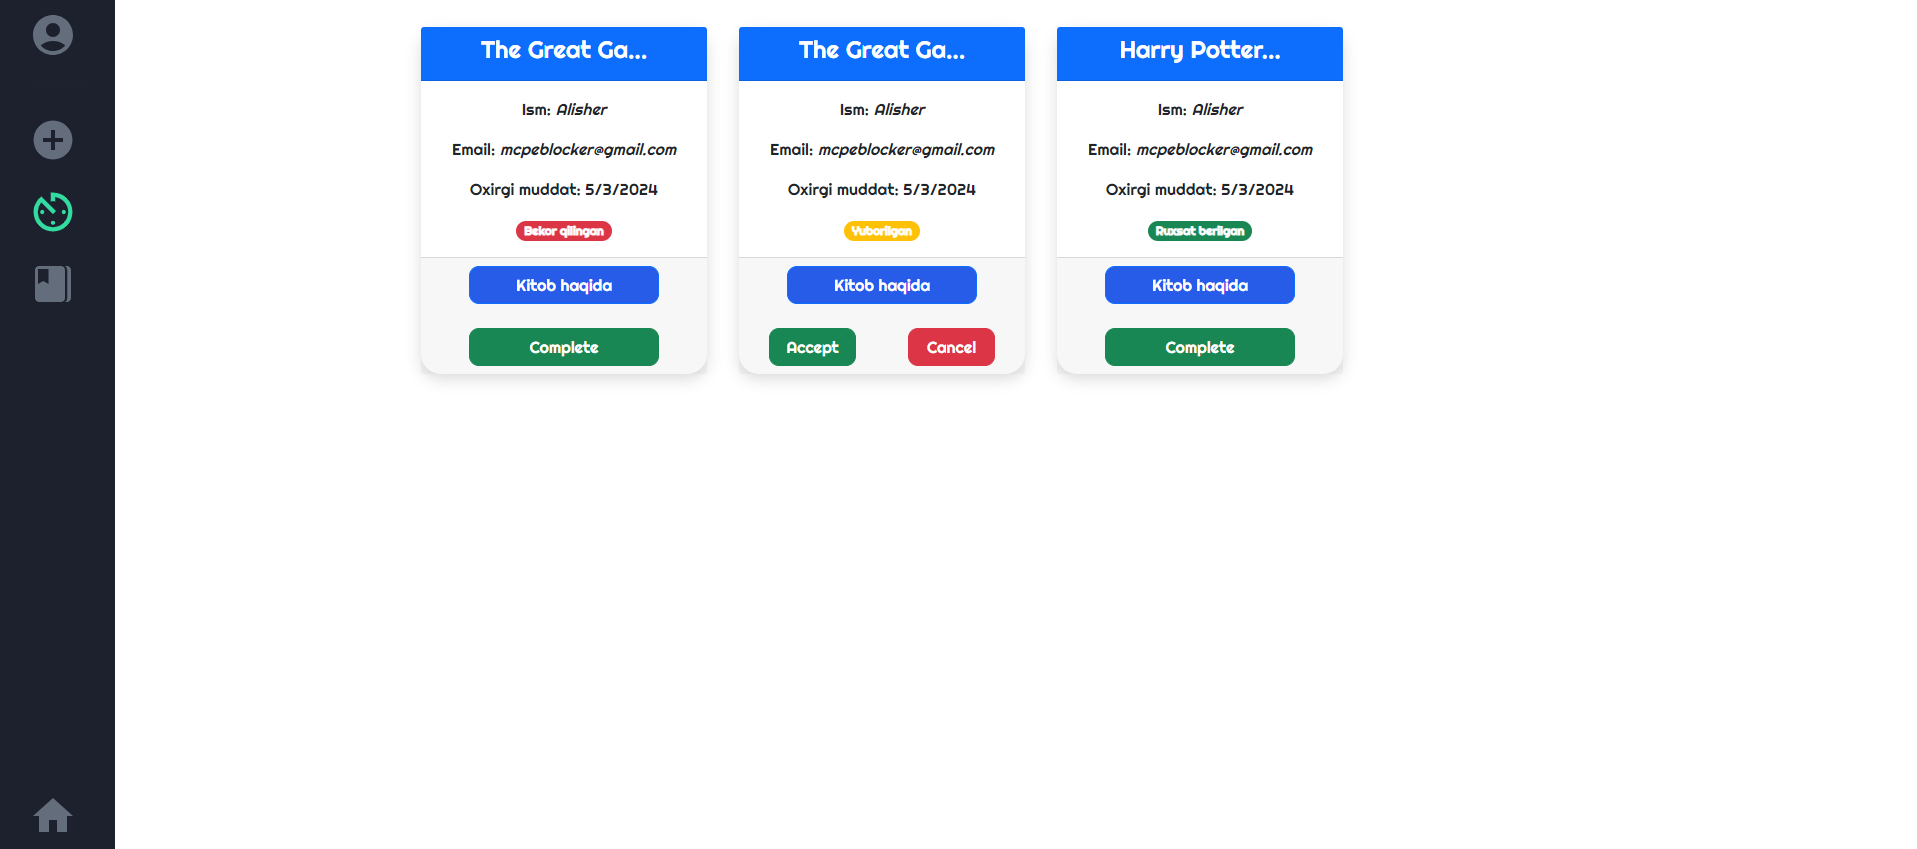 The Great Ga...
Ism: Alisher
Email: mcpeblocker@gmail.com
Oxirgi muddat: 5/3/2024
Bekor qilingan
Kitob haqida
Complete
The Great Ga...
Ism: Alisher
Email: mcpeblocker@gmail.com
Oxirgi muddat: 5/3/2024
Yuborilgan
Kitob haqida
Accept Cancel
Harry Potter...
Ism: Alisher
Email: mcpeblocker@gmail.com
Oxirgi muddat: 5/3/2024
Ruxsat berilgan
Kitob haqida
Complete